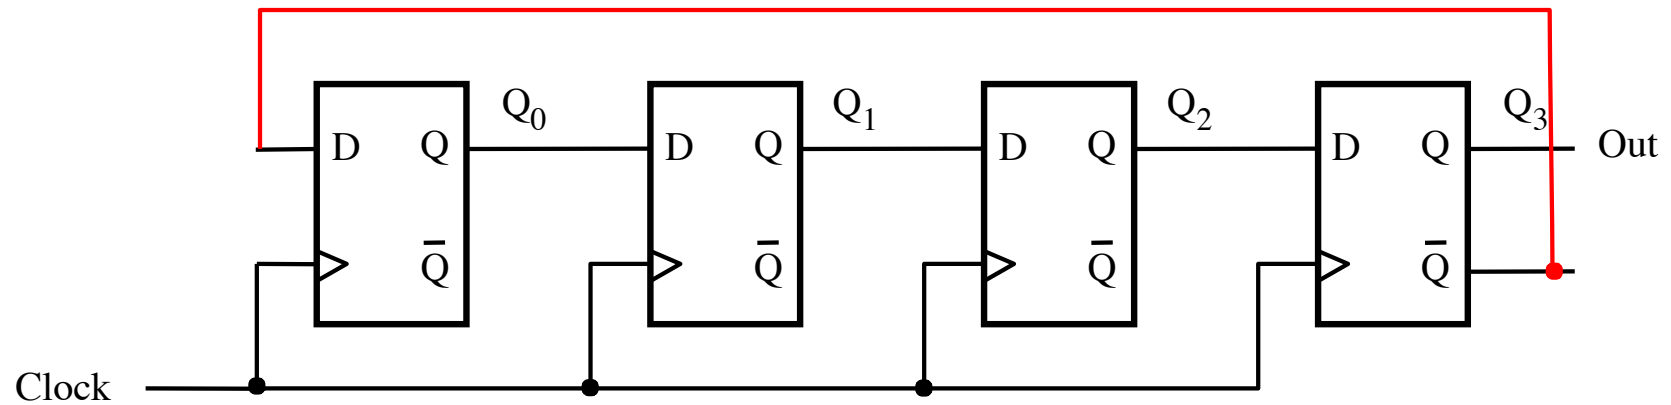 Q0 Q1 Q2 Q3
D Q D Q D Q D Q Out
Q̅ Q̅ Q̅ Q̅
Clock